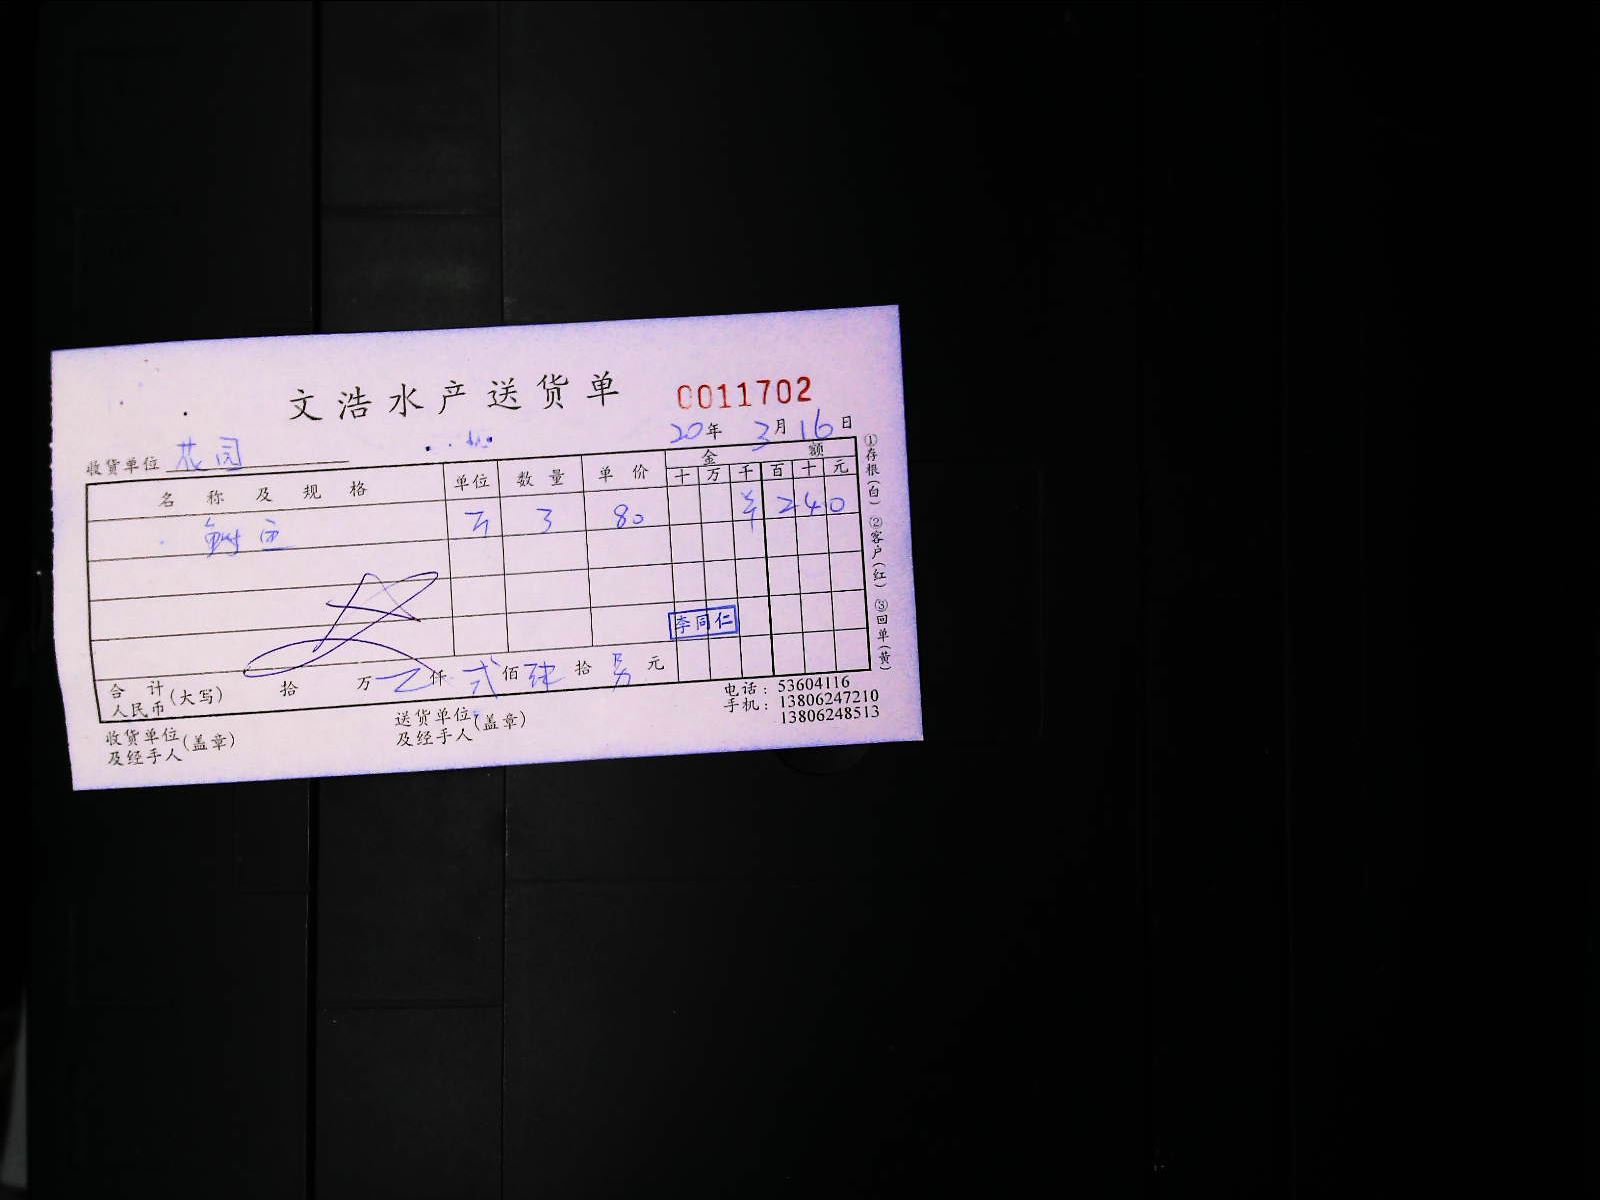 文浩水产送货单 0011702
20年3月16日
收货单位 花园
名称及规格 单位 数量 单价 金额
十 万 千 百 十 元
3 80 ¥ 2 4 0
李同仁
合计人民币(大写) 拾 万 仟 弍 佰 肆 拾 另 元
电话：53604116
手机：13806247210
13806248513
收货单位及经手人(盖章)
送货单位及经手人(盖章)
①存根(白) ②客户(红) ③回单(黄)